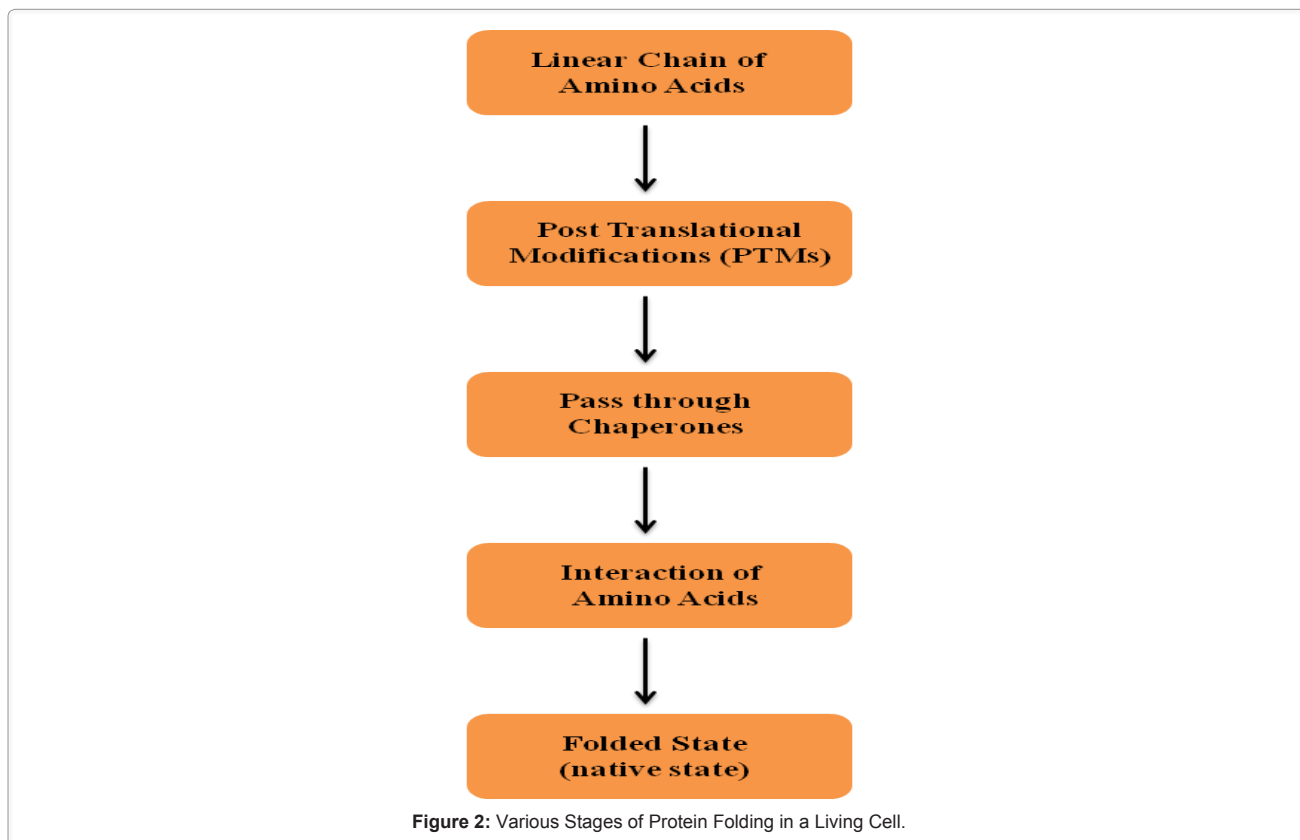 Linear Chain of
Amino Acids
Post Translational
Modifications (PTMs)
Pass through
Chaperones
Interaction of
Amino Acids
Folded State
(native state)
Figure 2: Various Stages of Protein Folding in a Living Cell.